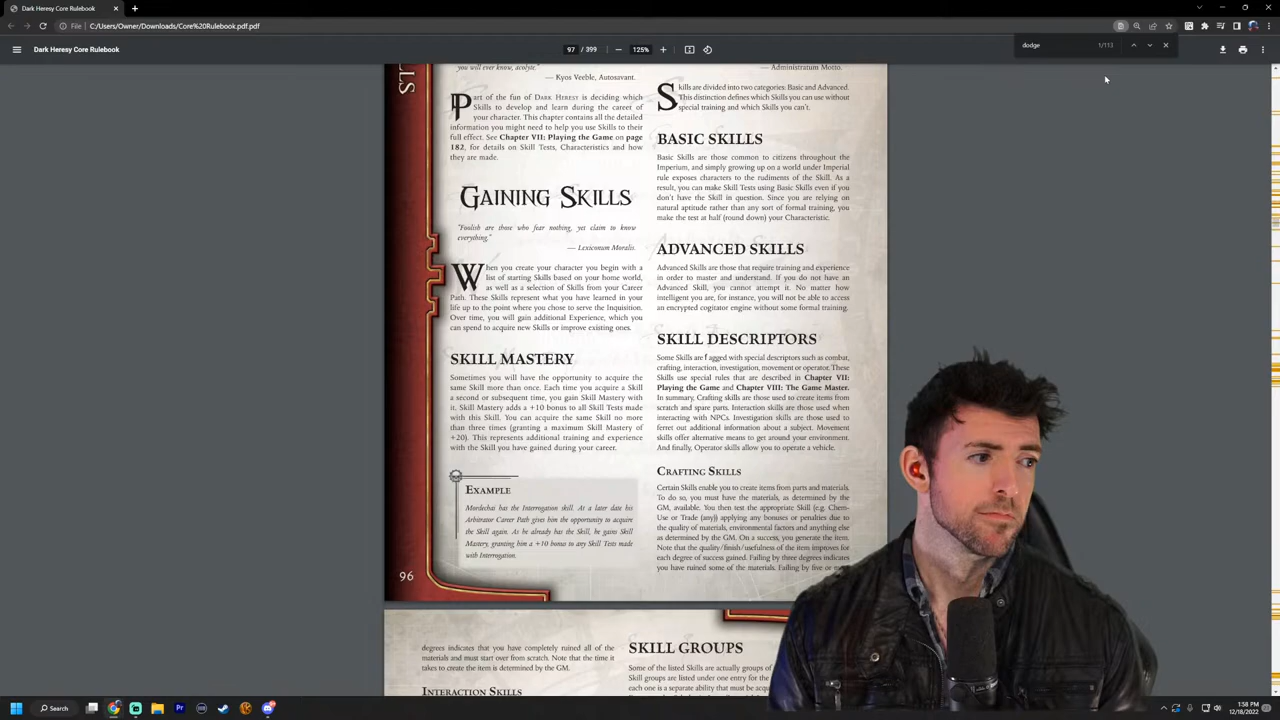 Dark Heresy Core Rulebook
File
C:/Users/Owner/Downloads/Core%20Rulebook.pdf.pdf
Dark Heresy Core Rulebook
97 / 399
125%
dodge
1/113
LLS
you will ever know, acolyte."
— Kyos Veeble, Autosavant.
Part of the fun of DARK HERESY is deciding which
Skills to develop and learn during the career of
your character. This chapter contains all the detailed
information you might need to help you use Skills to their
full effect. See Chapter VII: Playing the Game on page
182, for details on Skill Tests, Characteristics and how
they are made.
GAINING SKILLS
"Foolish are those who fear nothing, yet claim to know
everything."
— Lexiconum Moralis.
When you create your character you begin with a
list of starting Skills based on your home world,
as well as a selection of Skills from your Career
Path. These Skills represent what you have learned in your
life up to the point where you chose to serve the Inquisition.
Over time, you will gain additional Experience, which you
can spend to acquire new Skills or improve existing ones.
SKILL MASTERY
Sometimes you will have the opportunity to acquire the
same Skill more than once. Each time you acquire a Skill
a second or subsequent time, you gain Skill Mastery with
it. Skill Mastery adds a +10 bonus to all Skill Tests made
with this Skill. You can acquire the same Skill no more
than three times (granting a maximum Skill Mastery of
+20). This represents additional training and experience
with the Skill you have gained during your career.
EXAMPLE
Mordechai has the Interrogation skill. At a later date his
Arbitrator Career Path gives him the opportunity to acquire
the Skill again. As he already has the Skill, he gains Skill
Mastery, granting him a +10 bonus to any Skill Tests made
with Interrogation.
96
— Administratum Motto.
Skills are divided into two categories: Basic and Advanced.
This distinction defines which Skills you can use without
special training and which Skills you can't.
BASIC SKILLS
Basic Skills are those common to citizens throughout the
Imperium, and simply growing up on a world under Imperial
rule exposes characters to the rudiments of the Skill. As a
result, you can make Skill Tests using Basic Skills even if you
don't have the Skill in question. Since you are relying on
natural aptitude rather than any sort of formal training, you
make the test at half (round down) your Characteristic.
ADVANCED SKILLS
Advanced Skills are those that require training and experience
in order to master and understand. If you do not have an
Advanced Skill, you cannot attempt it. No matter how
intelligent you are, for instance, you will not be able to access
an encrypted cogitator engine without some formal training.
SKILL DESCRIPTORS
Some Skills are f agged with special descriptors such as combat,
crafting, interaction, investigation, movement or operator. These
Skills use special rules that are described in Chapter VII:
Playing the Game and Chapter VIII: The Game Master.
In summary, Crafting skills are those used to create items from
scratch and spare parts. Interaction skills are those used when
interacting with NPCs. Investigation skills are those used to
ferret out additional information about a subject. Movement
skills offer alternative means to get around your environment.
And finally, Operator skills allow you to operate a vehicle.
CRAFTING SKILLS
Certain Skills enable you to create items from parts and materials.
To do so, you must have the materials, as determined by the
GM, available. You then test the appropriate Skill (e.g. Chem-
Use or Trade (any)) applying any bonuses or penalties due to
the quality of materials, environmental factors and anything else
as determined by the GM. On a success, you generate the item.
Note that the quality/finish/usefulness of the item improves for
each degree of success gained. Failing by three degrees indicates
you have ruined some of the materials. Failing by five or
degrees indicates that you have completely ruined all of the
materials and must start over from scratch. Note that the time it
takes to create the item is determined by the GM.
INTERACTION SKILLS
SKILL GROUPS
Some of the listed Skills are actually groups of
Skill groups are listed under one entry for the
each one is a separate ability that must be acqu
Search
1:58 PM
12/18/2022